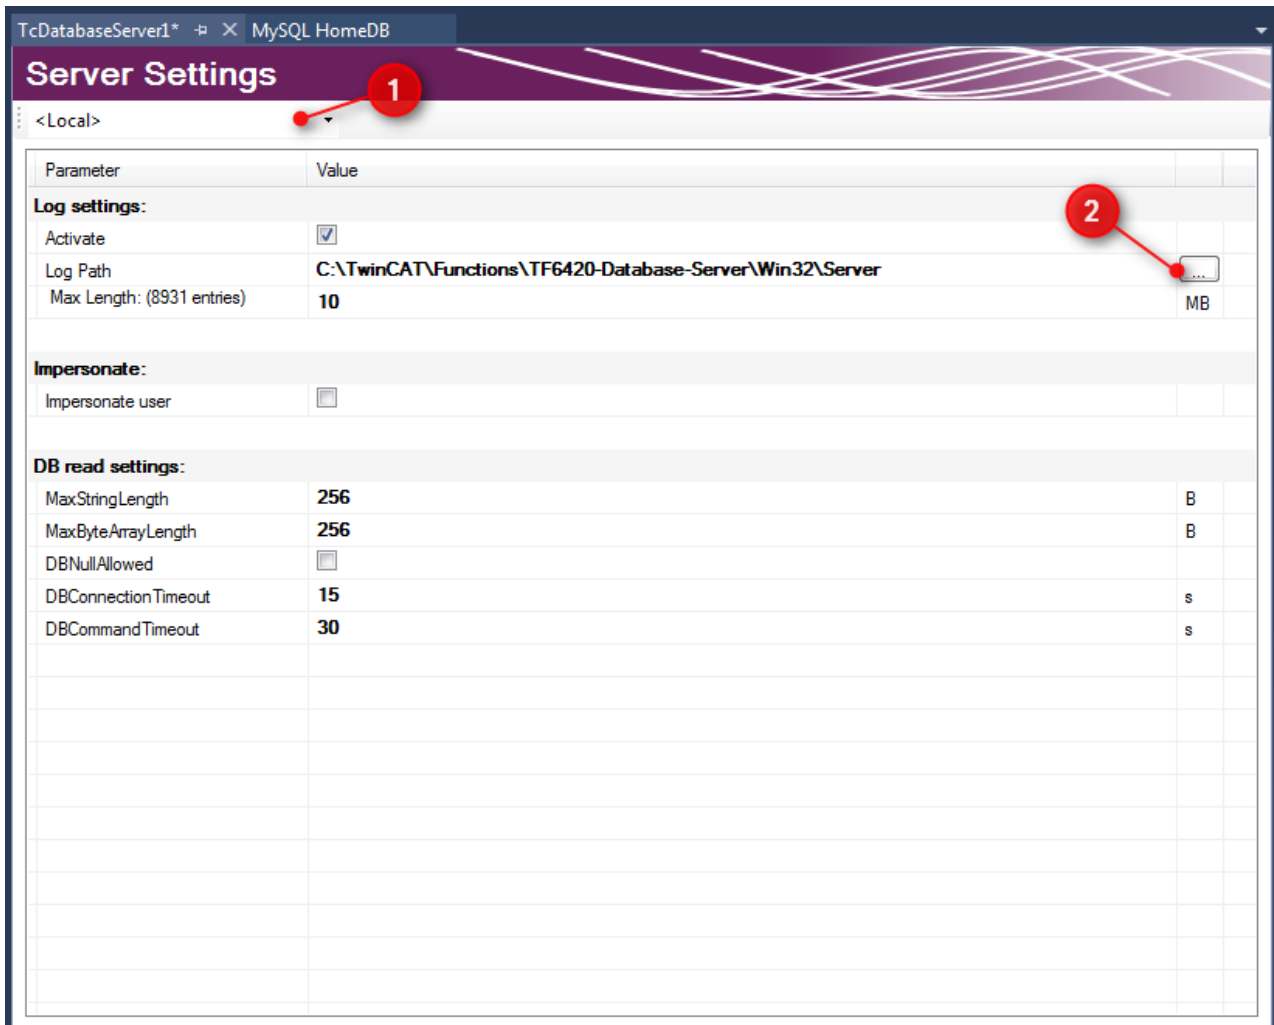 TcDatabaseServer1* MySQL HomeDB
Server Settings
1
<Local>
Parameter Value
Log settings:
2
Activate
Log Path C:\TwinCAT\Functions\TF6420-Database-Server\Win32\Server ...
Max Length: (8931 entries) 10 MB
Impersonate:
Impersonate user
DB read settings:
MaxStringLength 256 B
MaxByteArrayLength 256 B
DBNullAllowed
DBConnectionTimeout 15 s
DBCommandTimeout 30 s